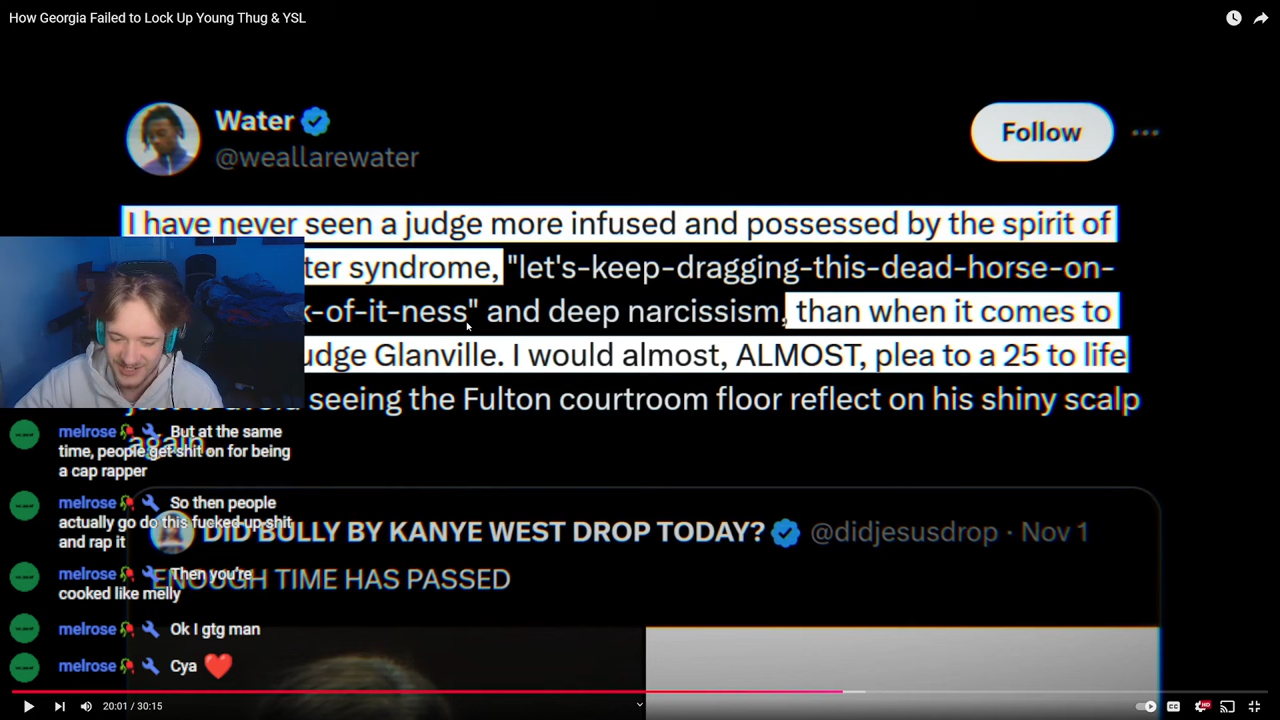 How Georgia Failed to Lock Up Young Thug & YSL
Water
@weallarewater
Follow
I have never seen a judge more infused and possessed by the spirit of
ter syndrome, "let's-keep-dragging-this-dead-horse-on-
k-of-it-ness" and deep narcissism, than when it comes to
udge Glanville. I would almost, ALMOST, plea to a 25 to life
just to avoid seeing the Fulton courtroom floor reflect on his shiny scalp
again.
melrose But at the same
time, people get shit on for being
a cap rapper
melrose So then people
actually go do this fucked up shit
and rap it
melrose Then you're
cooked like melly
melrose Ok I gtg man
melrose Cya ❤️
DID BULLY BY KANYE WEST DROP TODAY? @didjesusdrop · Nov 1
ENOUGH TIME HAS PASSED
20:01 / 30:15
CC
HD